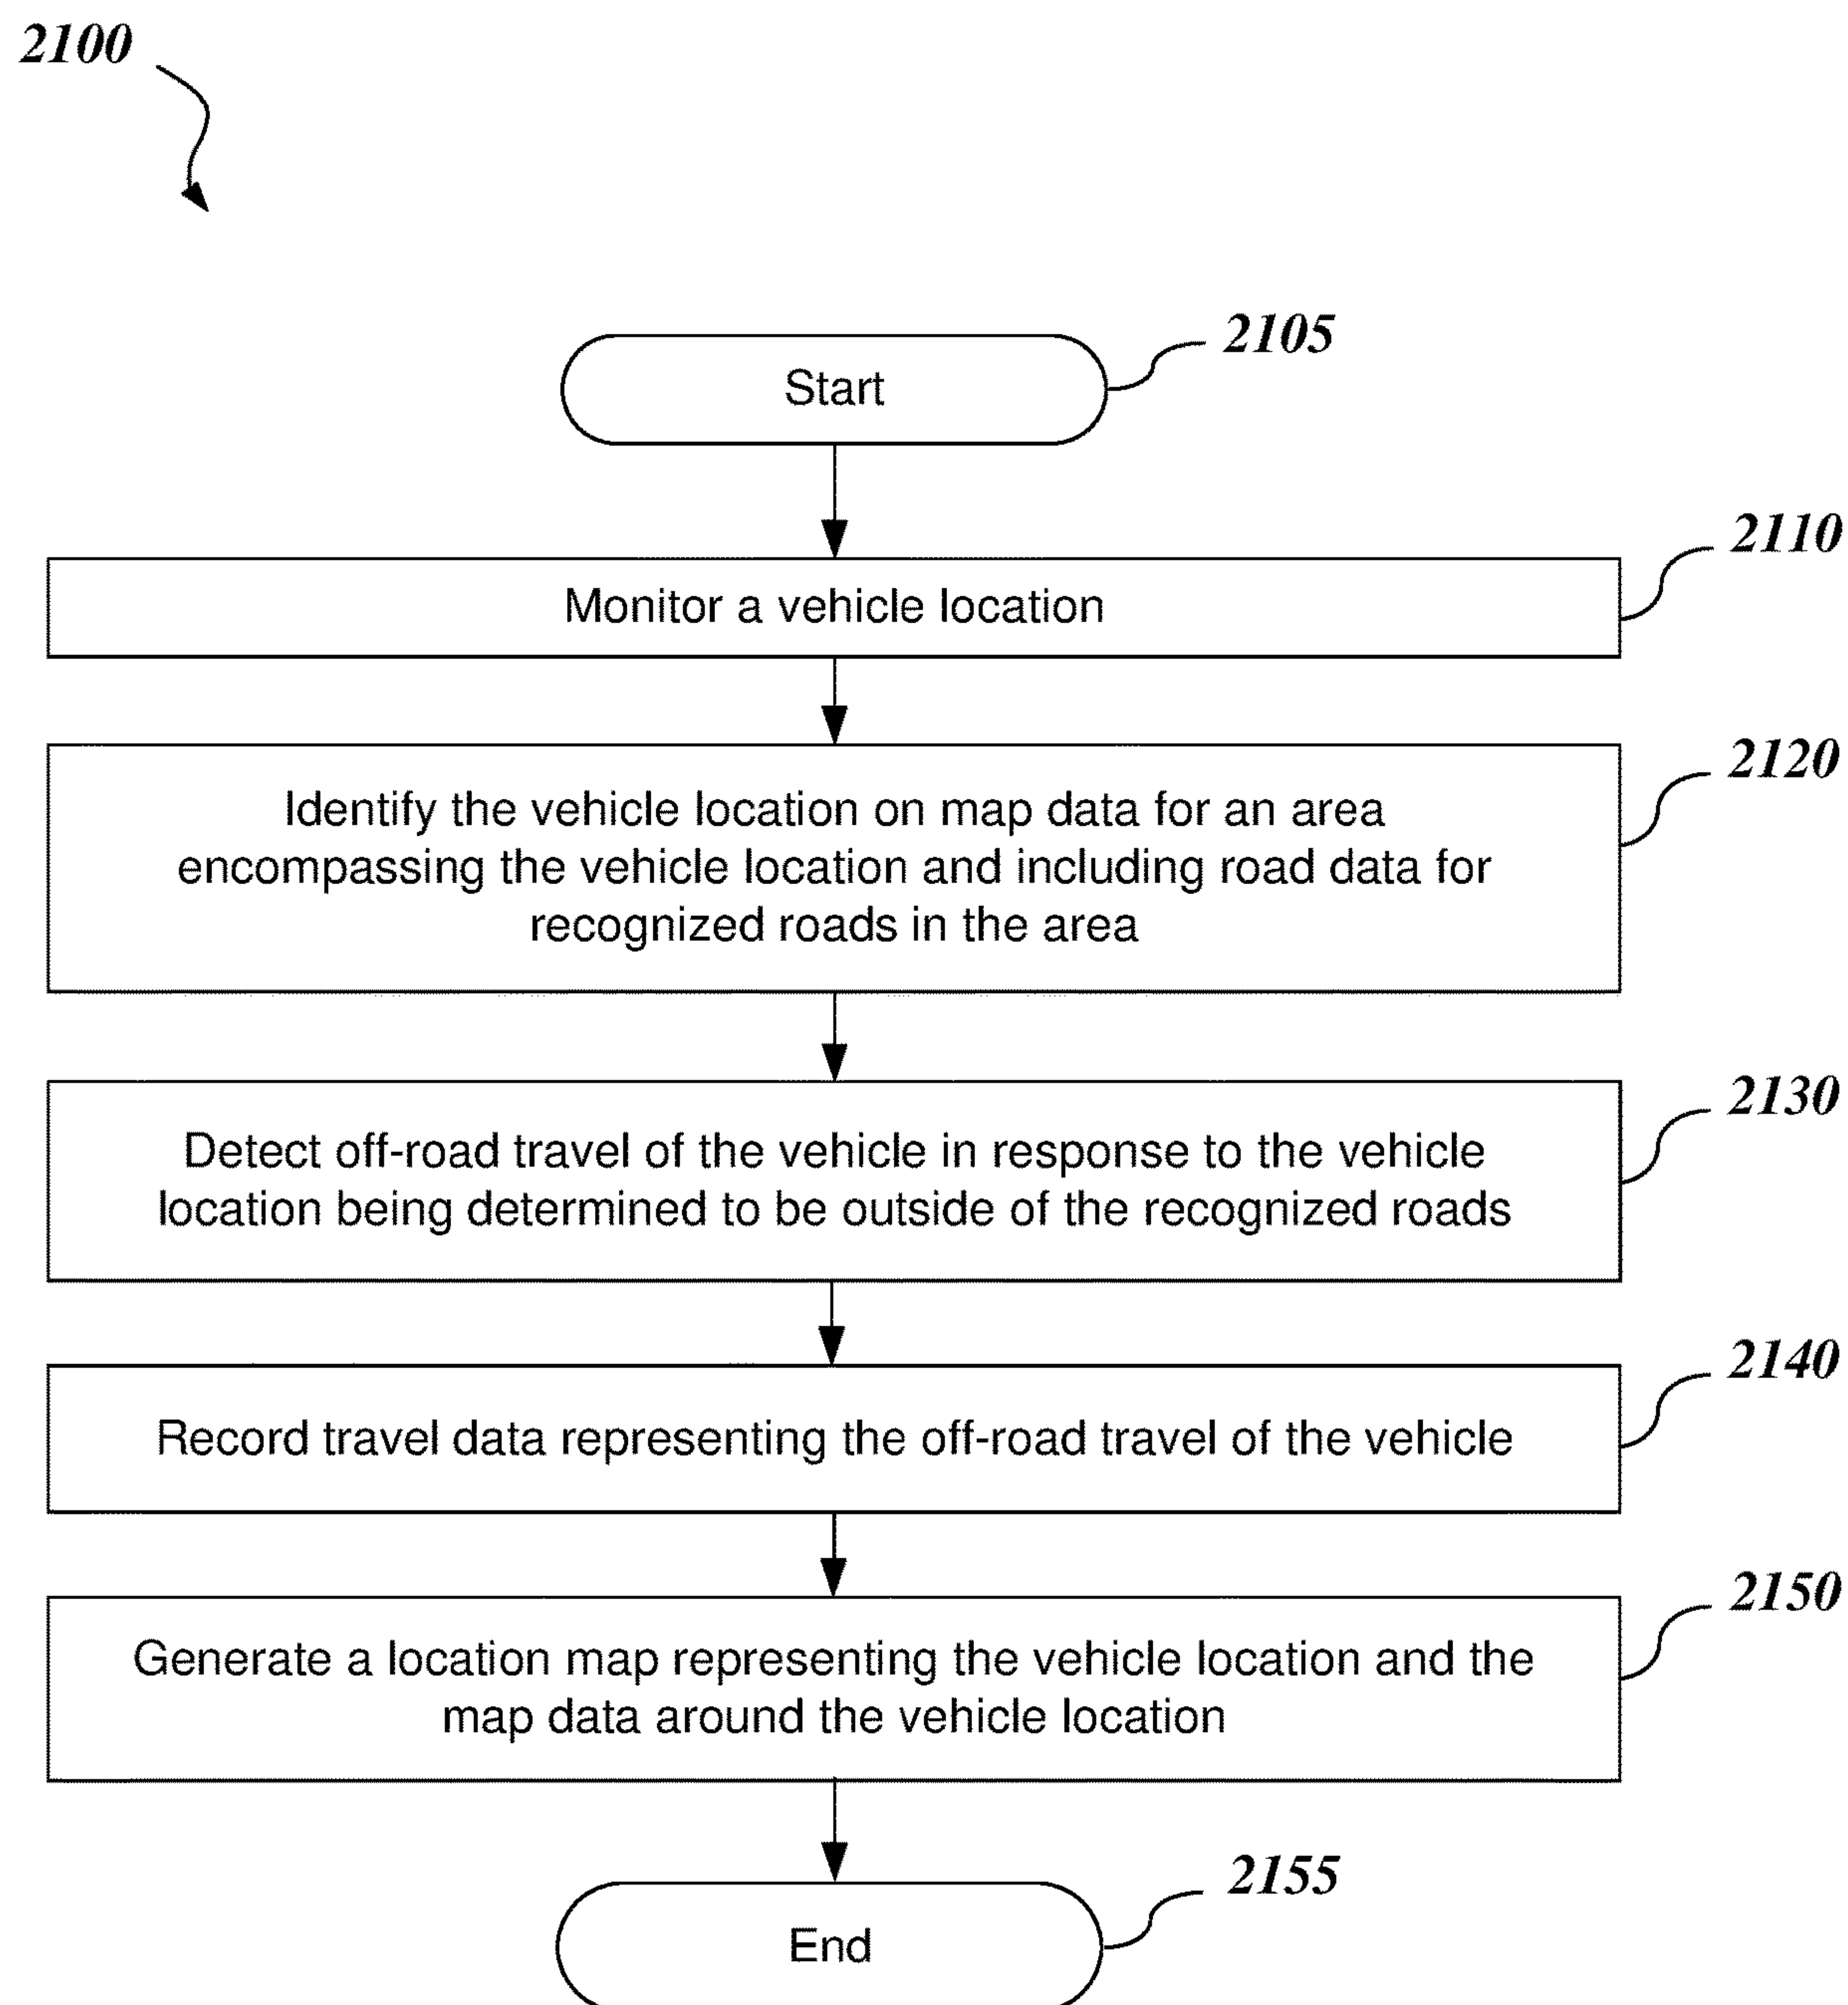 2100
2105
Start
2110
Monitor a vehicle location
2120
Identify the vehicle location on map data for an area
encompassing the vehicle location and including road data for
recognized roads in the area
2130
Detect off-road travel of the vehicle in response to the vehicle
location being determined to be outside of the recognized roads
2140
Record travel data representing the off-road travel of the vehicle
2150
Generate a location map representing the vehicle location and the
map data around the vehicle location
2155
End